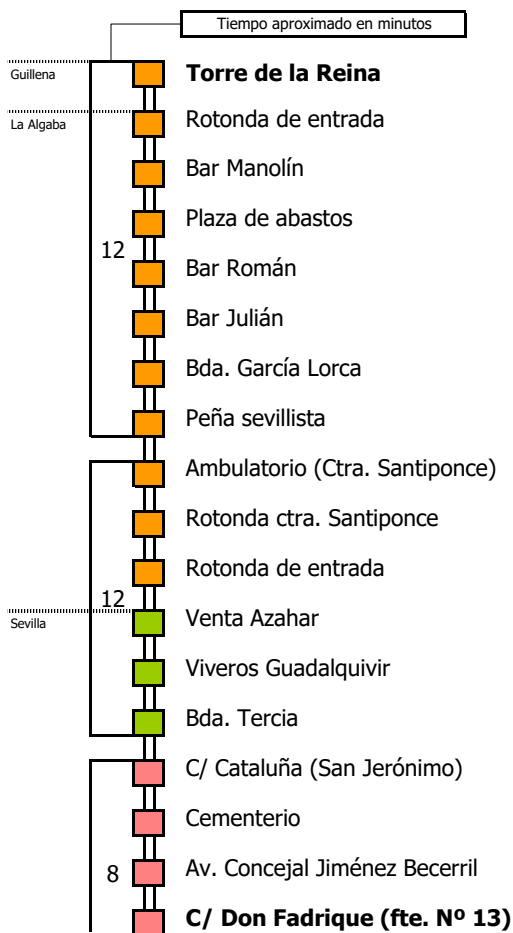 Tiempo aproximado en minutos
Guillena
Torre de la Reina
La Algaba
Rotonda de entrada
Bar Manolín
Plaza de abastos
12
Bar Román
Bar Julián
Bda. García Lorca
Peña sevillista
Ambulatorio (Ctra. Santiponce)
Rotonda ctra. Santiponce
Rotonda de entrada
12
Sevilla
Venta Azahar
Viveros Guadalquivir
Bda. Tercia
C/ Cataluña (San Jerónimo)
Cementerio
8
Av. Concejal Jiménez Becerril
C/ Don Fadrique (fte. Nº 13)